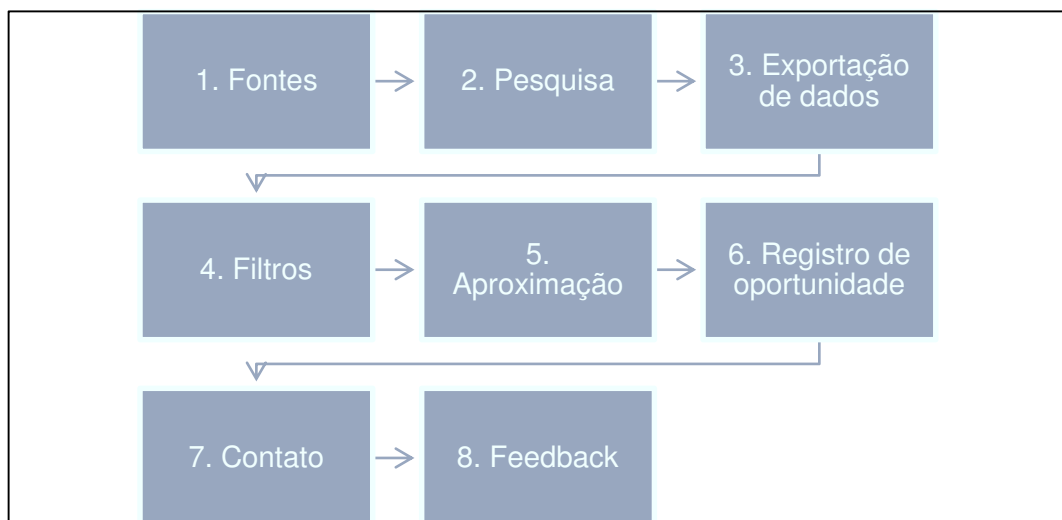 1. Fontes
2. Pesquisa
3. Exportação
de dados
4. Filtros
5.
Aproximação
6. Registro de
oportunidade
7. Contato
8. Feedback